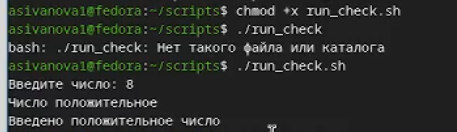 asivanova1@fedora:~/scripts$ chmod +x run_check.sh
asivanova1@fedora:~/scripts$ ./run_check
bash: ./run_check: Нет такого файла или каталога
asivanova1@fedora:~/scripts$ ./run_check.sh
Введите число: 8
Число положительное
Введено положительное число